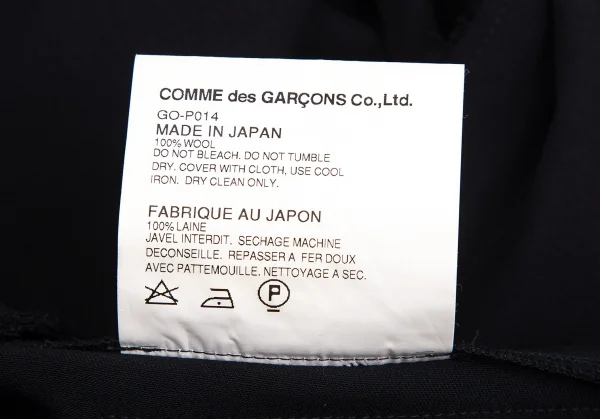 COMME des GARÇONS Co.,Ltd.
GO-P014
MADE IN JAPAN
100% WOOL
DO NOT BLEACH. DO NOT TUMBLE
DRY. COVER WITH CLOTH, USE COOL
IRON. DRY CLEAN ONLY.
FABRIQUE AU JAPON
100% LAINE
JAVEL INTERDIT. SECHAGE MACHINE
DECONSEILLE. REPASSER A FER DOUX
AVEC PATTEMOUILLE. NETTOYAGE A SEC.
P